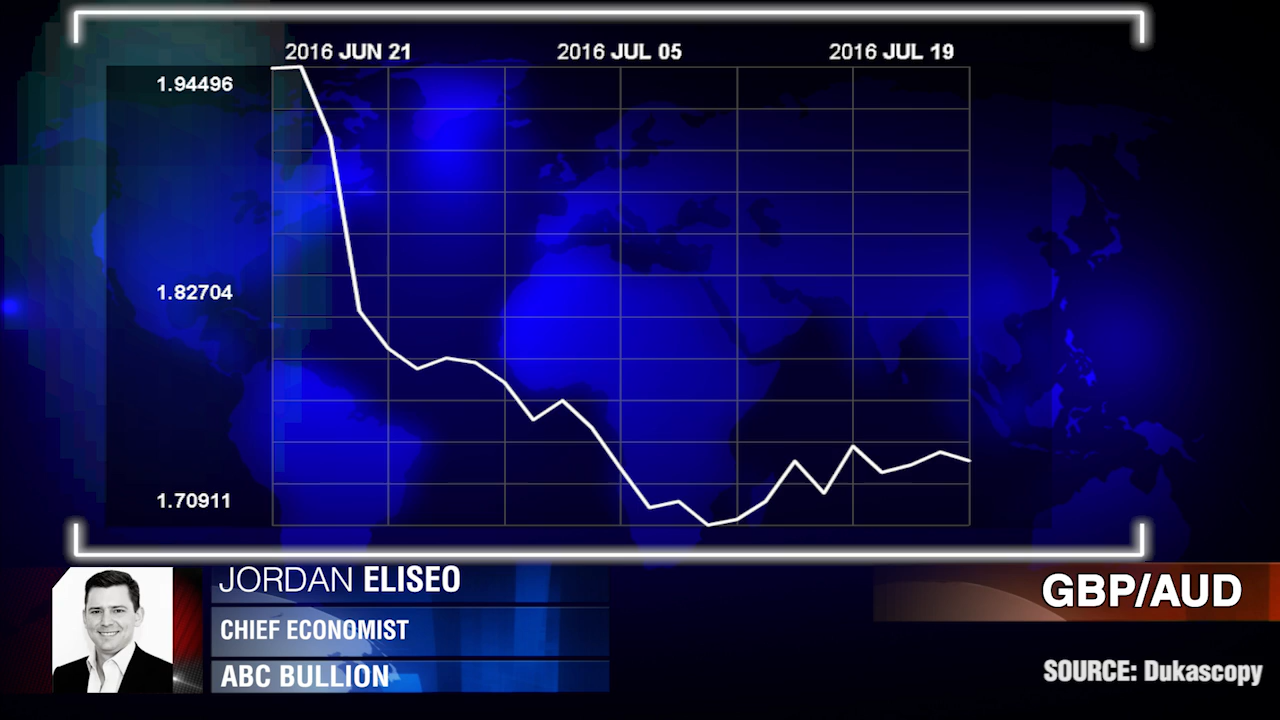 2016 JUN 21
2016 JUL 05
2016 JUL 19
1.94496
1.82704
1.70911
JORDAN ELISEO
CHIEF ECONOMIST
ABC BULLION
GBP/AUD
SOURCE: Dukascopy